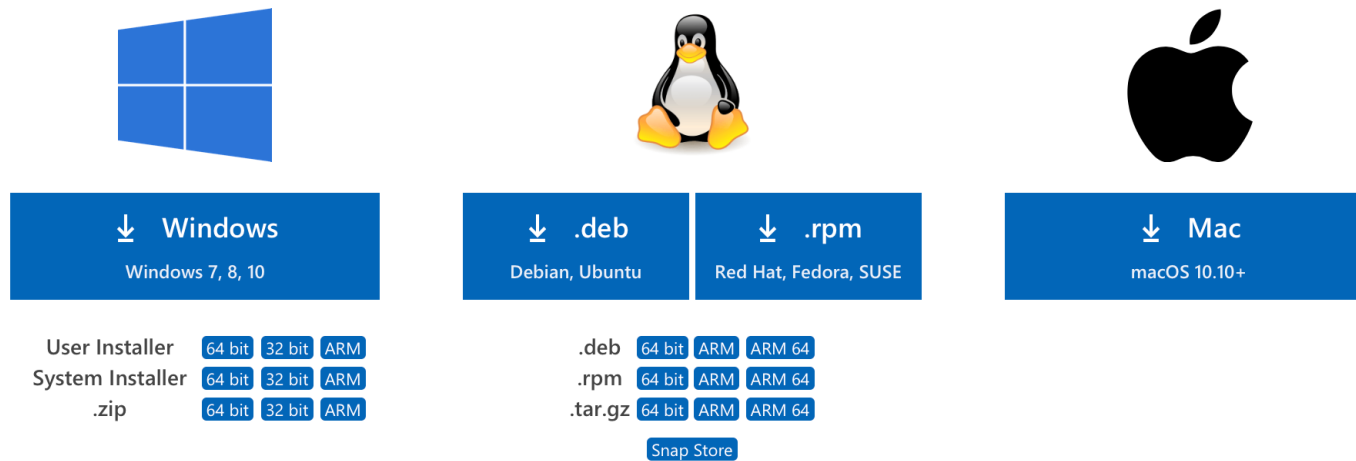 Windows
Windows 7, 8, 10
User Installer 64 bit 32 bit ARM
System Installer 64 bit 32 bit ARM
.zip 64 bit 32 bit ARM
.deb
Debian, Ubuntu
.rpm
Red Hat, Fedora, SUSE
.deb 64 bit ARM ARM 64
.rpm 64 bit ARM ARM 64
.tar.gz 64 bit ARM ARM 64
Snap Store
Mac
macOS 10.10+